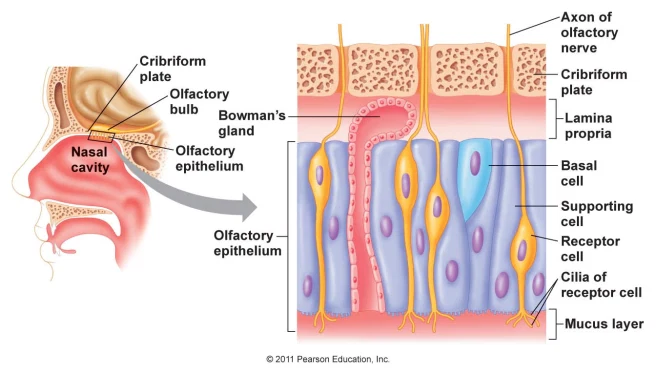 Cribriform
plate
Olfactory
bulb
Nasal
cavity
Olfactory
epithelium
Bowman's
gland
Olfactory
epithelium
Axon of
olfactory
nerve
Cribriform
plate
Lamina
propria
Basal
cell
Supporting
cell
Receptor
cell
Cilia of
receptor cell
Mucus layer
© 2011 Pearson Education, Inc.